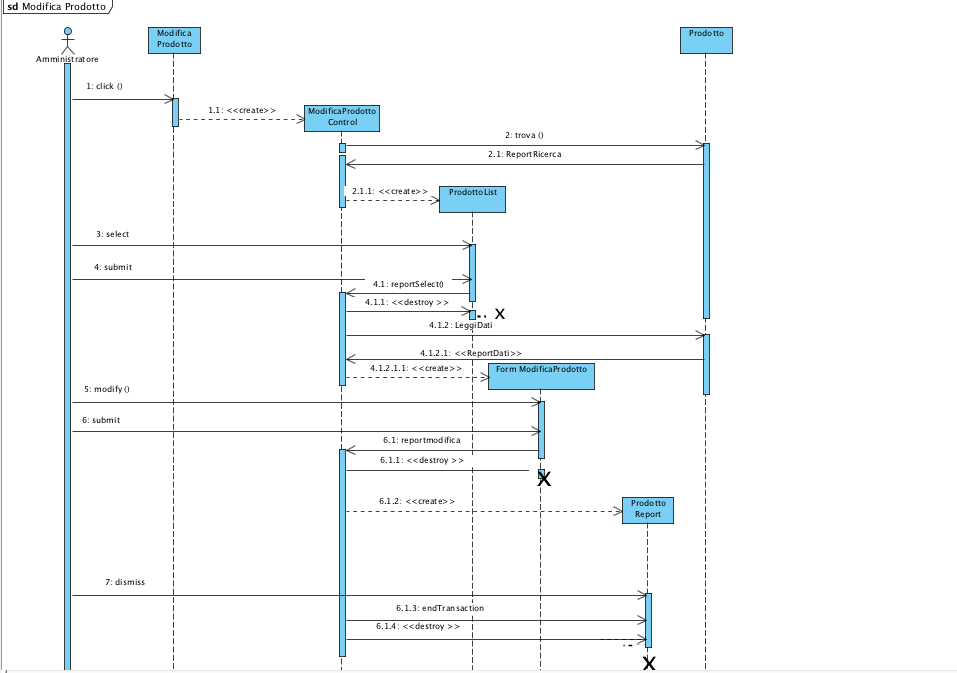 sd Modifica Prodotto
Modifica
Prodotto
Prodotto
Amministratore
1: click ()
1.1: <<create>>
ModificaProdotto
Control
2: trova ()
2.1: ReportRicerca
2.1.1: <<create>>
ProdottoList
3: select
4: submit
4.1: reportSelect()
4.1.1: <<destroy >>
4.1.2: LeggiDati
4.1.2.1: <<ReportDati>>
4.1.2.1.1: <<create>>
Form ModificaProdotto
5: modify()
6: submit
6.1: reportmodifica
6.1.1: <<destroy >>
6.1.2: <<create>>
Prodotto
Report
7: dismiss
6.1.3: endTransaction
6.1.4: <<destroy >>